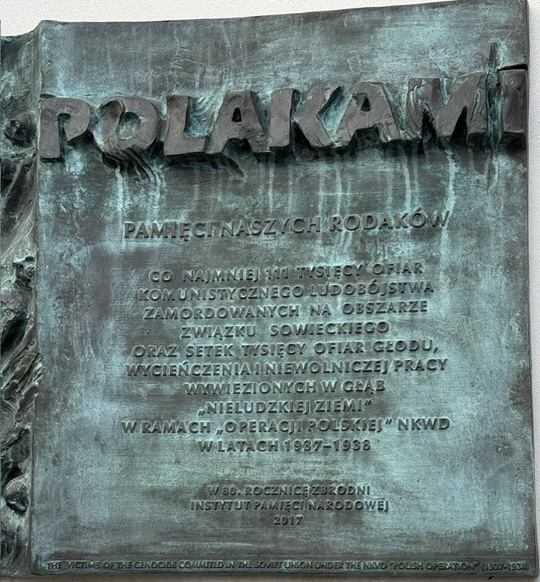 POLAKAMI
PAMIĘCI NASZYCH RODAKÓW
CO NAJMNIEJ 111 TYSIĘCY OFIAR
KOMUNISTYCZNEGO LUDOBÓJSTWA
ZAMORDOWANYCH NA OBSZARZE
ZWIĄZKU SOWIECKIEGO
ORAZ SETEK TYSIĘCY OFIAR GŁODU,
WYCIEŃCZENIA I NIEWOLNICZEJ PRACY
WYWIEZIONYCH W GŁĄB
„NIELUDZKIEJ ZIEMI”
W RAMACH „OPERACJI POLSKIEJ” NKWD
W LATACH 1937–1938
W 80. ROCZNICĘ ZBRODNI
INSTYTUT PAMIĘCI NARODOWEJ
2017
THE VICTIMS OF THE GENOCIDE COMMITED IN THE SOVIET UNION UNDER THE NKVD "POLISH OPERATION" (1937-1938)